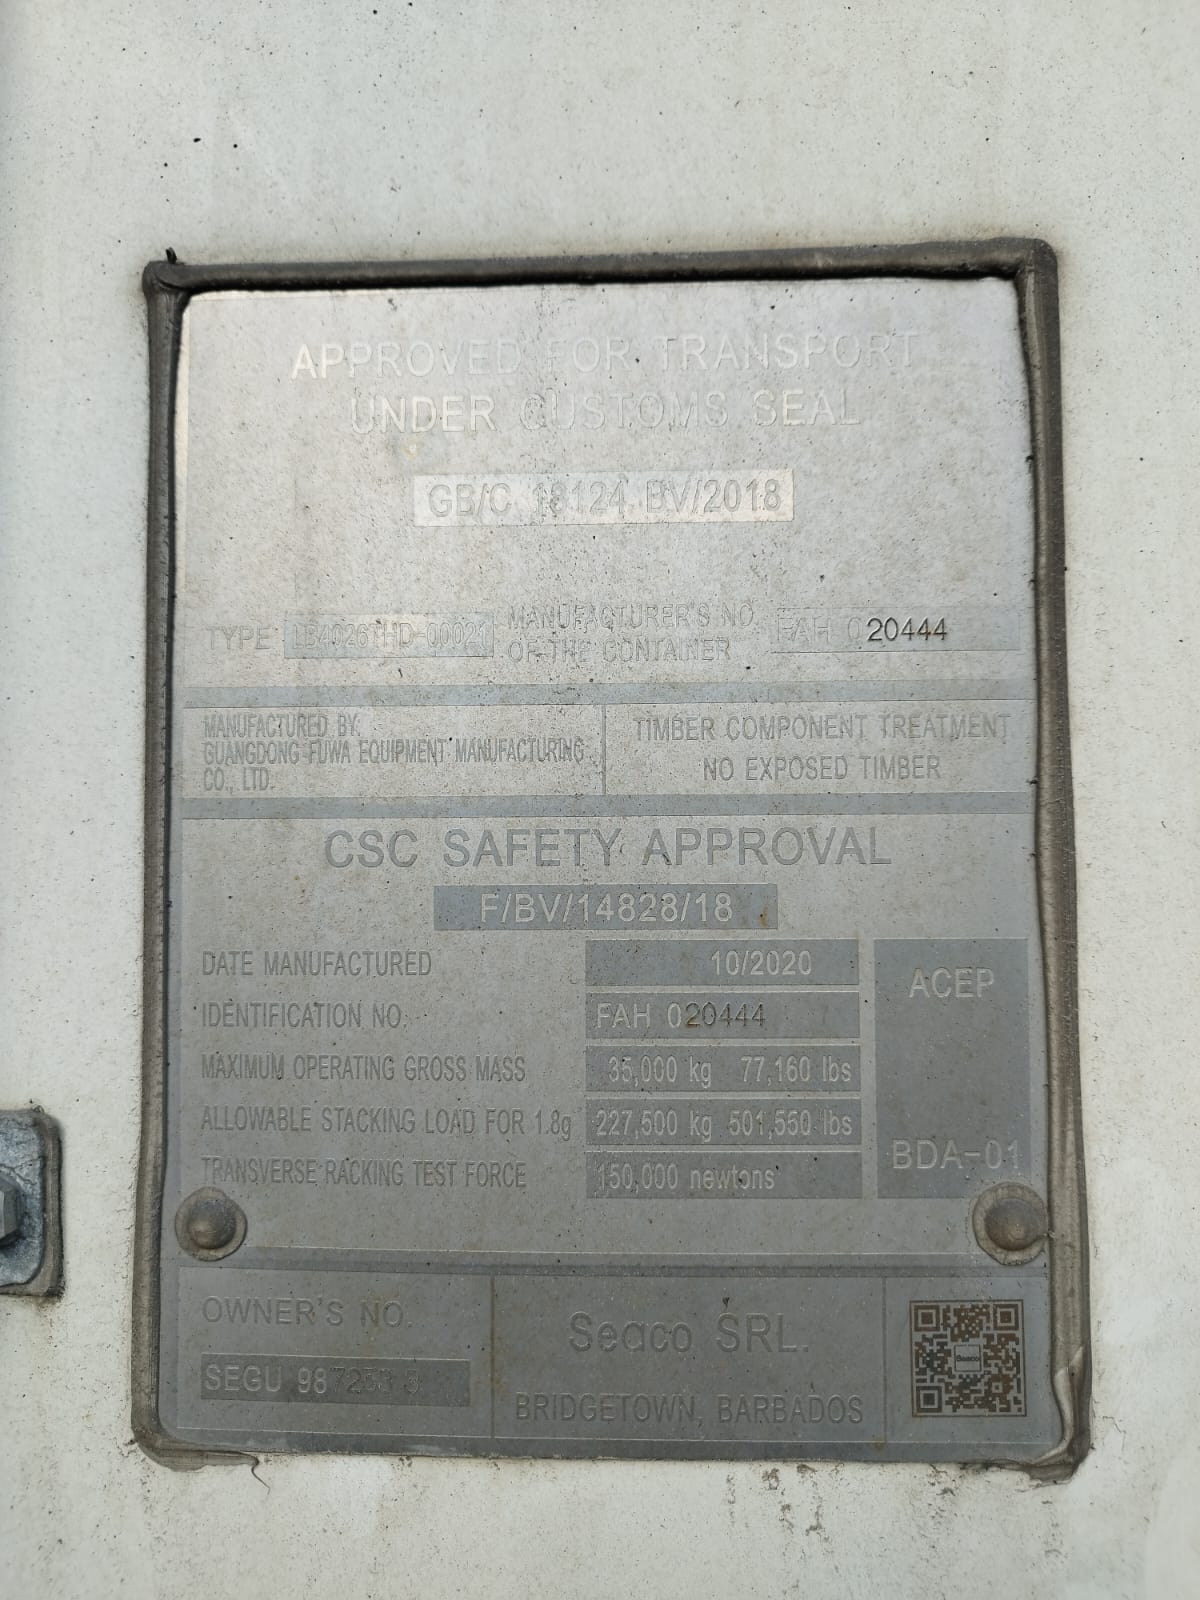 APPROVED FOR TRANSPORT
UNDER CUSTOMS SEAL
GB/C 18124 BV/2018
TYPE LB4026THD-00021
MANUFACTURER'S NO.
OF THE CONTAINER
FAH 020444
MANUFACTURED BY:
GUANGDONG FUWA EQUIPMENT MANUFACTURING
CO., LTD.
TIMBER COMPONENT TREATMENT
NO EXPOSED TIMBER
CSC SAFETY APPROVAL
F/BV/14828/18
DATE MANUFACTURED 10/2020
IDENTIFICATION NO. FAH 020444
MAXIMUM OPERATING GROSS MASS 35,000 kg 77,160 lbs
ALLOWABLE STACKING LOAD FOR 1.8g 227,500 kg 501,550 lbs
TRANSVERSE RACKING TEST FORCE 150,000 newtons
ACEP
BDA-01
OWNER'S NO.
SEGU
Seaco SRL.
BRIDGETOWN, BARBADOS
Seaco